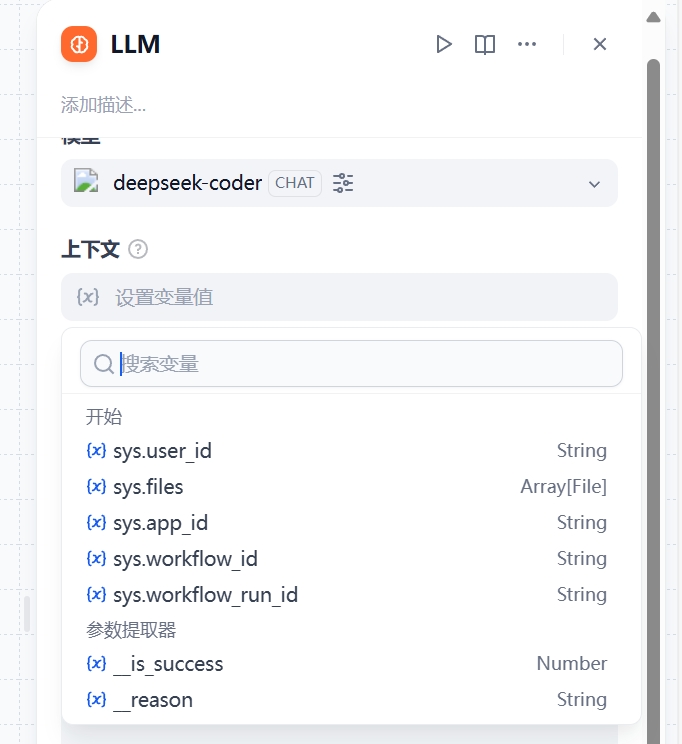 LLM
添加描述...
模型
deepseek-coder CHAT
上下文 ?
{x} 设置变量值
搜索变量
开始
{x} sys.user_id String
{x} sys.files Array[File]
{x} sys.app_id String
{x} sys.workflow_id String
{x} sys.workflow_run_id String
参数提取器
{x} __is_success Number
{x} __reason String